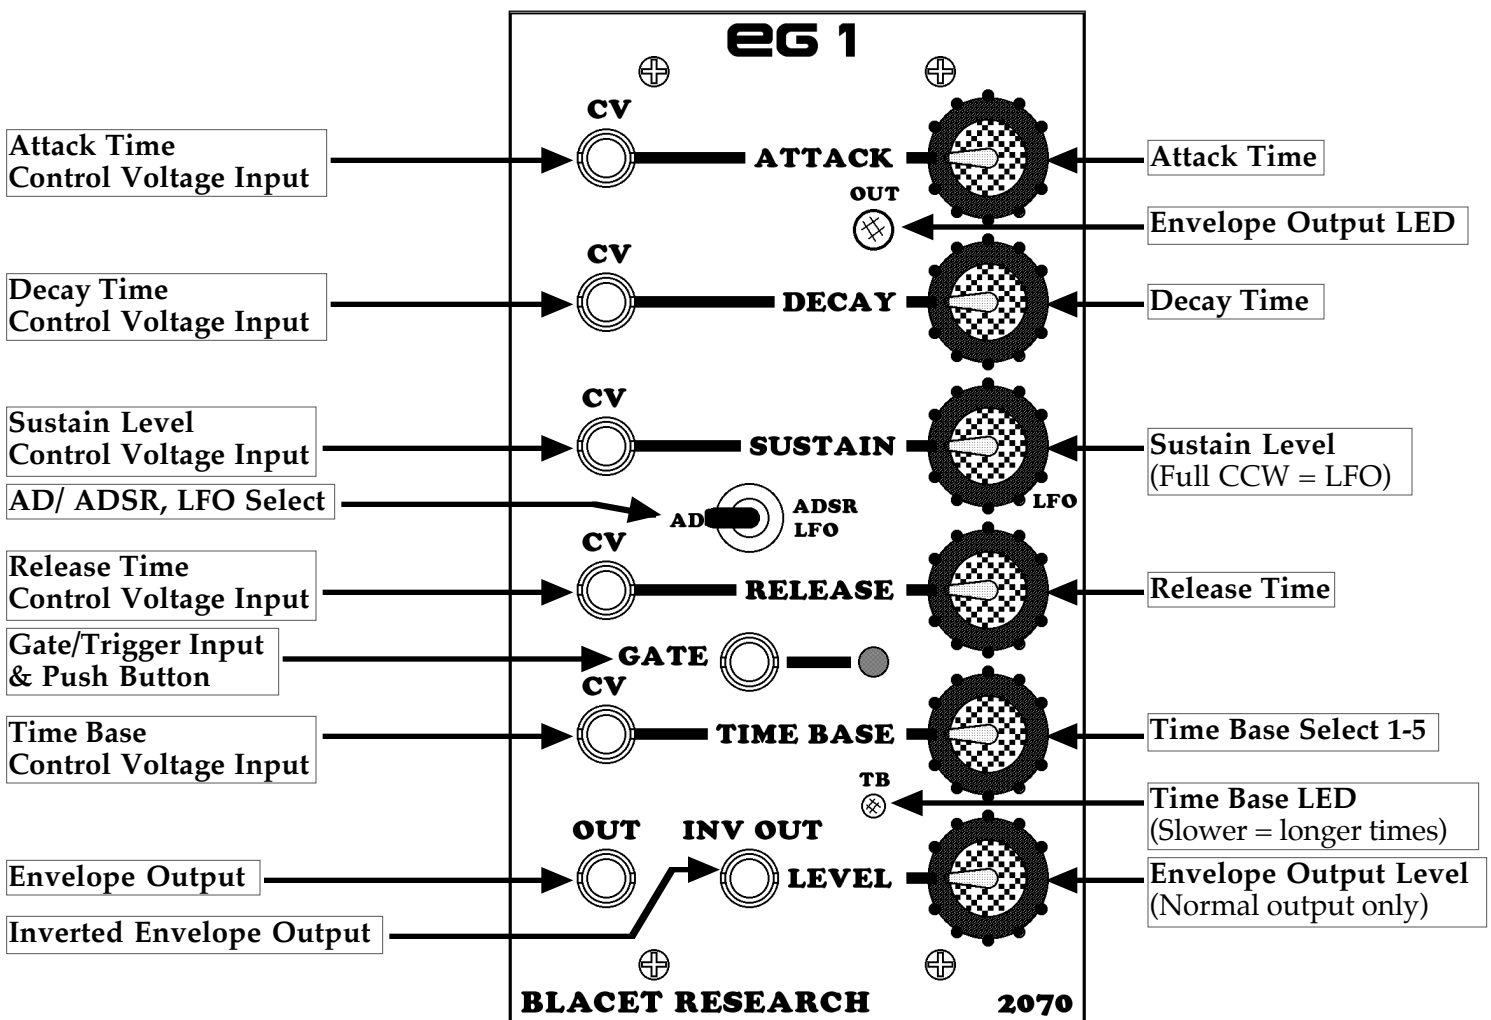 eG 1
CV
Attack Time
Control Voltage Input
ATTACK
Attack Time
OUT
Envelope Output LED
CV
Decay Time
Control Voltage Input
DECAY
Decay Time
CV
Sustain Level
Control Voltage Input
SUSTAIN
Sustain Level
(Full CCW = LFO)
AD/ ADSR, LFO Select
AD
ADSR
LFO
LFO
CV
Release Time
Control Voltage Input
RELEASE
Release Time
Gate/Trigger Input
& Push Button
GATE
CV
Time Base
Control Voltage Input
TIME BASE
Time Base Select 1-5
TB
Time Base LED
(Slower = longer times)
OUT
INV OUT
Envelope Output
LEVEL
Envelope Output Level
(Normal output only)
Inverted Envelope Output
BLACET RESEARCH
2070